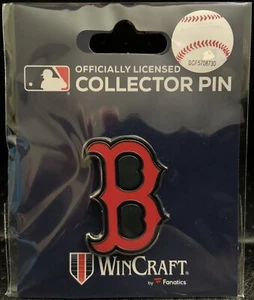 OFFICIALLY LICENSED
COLLECTOR PIN
B
WINCRAFT
by Fanatics